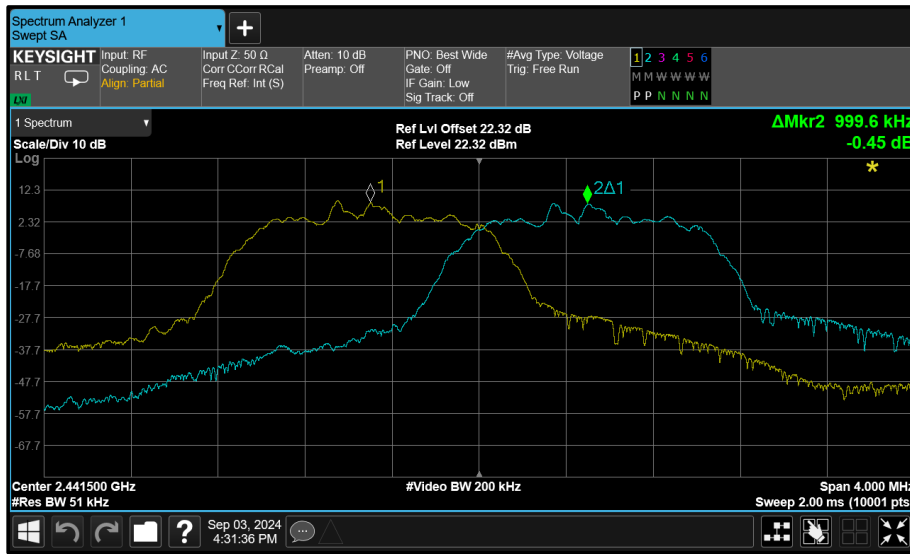 Spectrum Analyzer 1
Swept SA
+
KEYSIGHT
RLT
LXI
Input: RF
Coupling: AC
Align: Partial
Input Z: 50 Ω
Corr CCorr RCal
Freq Ref: Int (S)
Atten: 10 dB
Preamp: Off
PNO: Best Wide
Gate: Off
IF Gain: Low
Sig Track: Off
#Avg Type: Voltage
Trig: Free Run
1 2 3 4 5 6
M M W W W W
P P N N N N
1 Spectrum
Scale/Div 10 dB
Ref Lvl Offset 22.32 dB
Ref Level 22.32 dBm
ΔMkr2 999.6 kHz
-0.45 dB
*
Log
12.3
2.32
-7.68
-17.7
-27.7
-37.7
-47.7
-57.7
-67.7
1
2Δ1
Center 2.441500 GHz
#Res BW 51 kHz
#Video BW 200 kHz
Span 4.000 MHz
Sweep 2.00 ms (10001 pts
?
Sep 03, 2024
4:31:36 PM